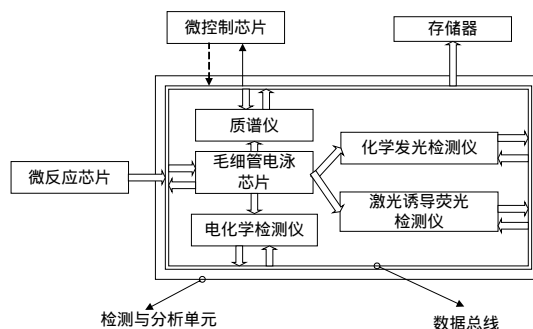 微控制芯片
存储器
质谱仪
毛细管电泳
芯片
化学发光检测仪
微反应芯片
激光诱导荧光
检测仪
电化学检测仪
检测与分析单元
数据总线